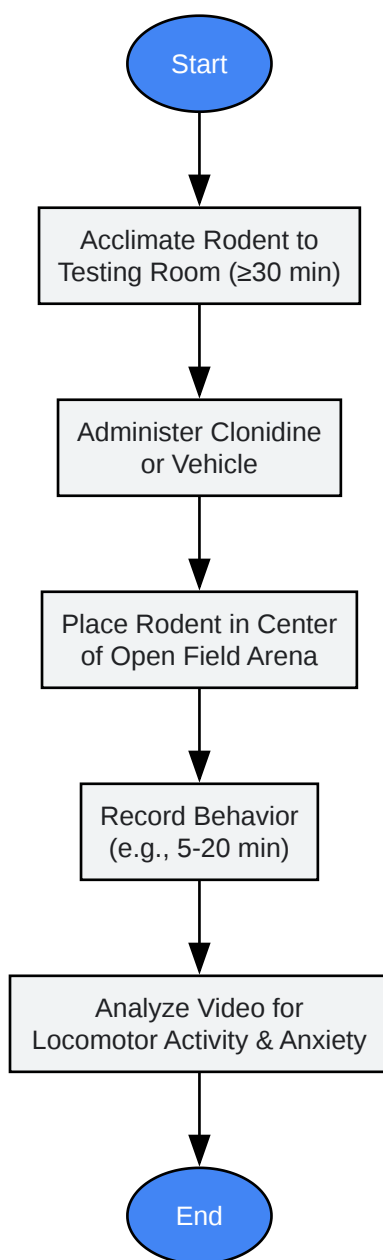 Start
Acclimate Rodent to
Testing Room (≥30 min)
Administer Clonidine
or Vehicle
Place Rodent in Center
of Open Field Arena
Record Behavior
(e.g., 5-20 min)
Analyze Video for
Locomotor Activity & Anxiety
End